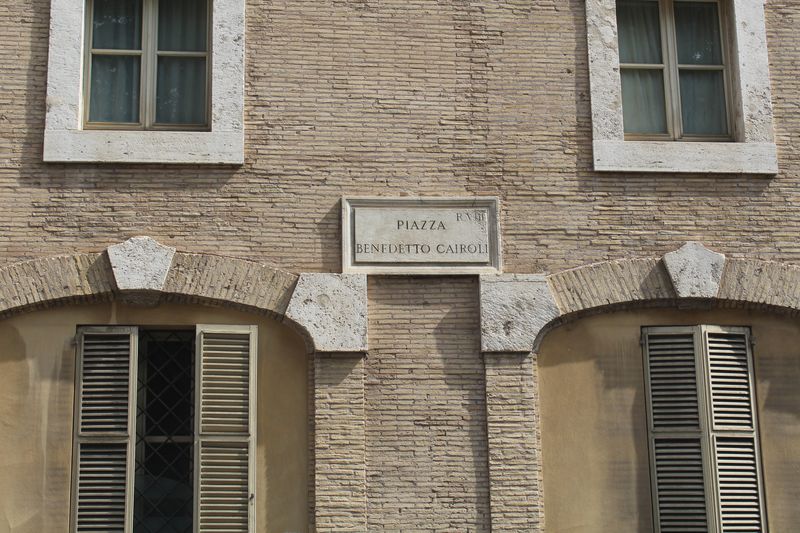 R. VIII
PIAZZA
BENEDETTO CAIROLI